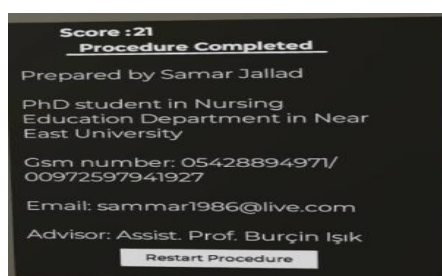 Score :21
Procedure Completed
Prepared by Samar Jallad
PhD student in Nursing
Education Department in Near
East University
Gsm number: 05428894971/
00972597941927
Email: sammar1986@live.com
Advisor: Assist. Prof. Burçin Işık
Restart Procedure